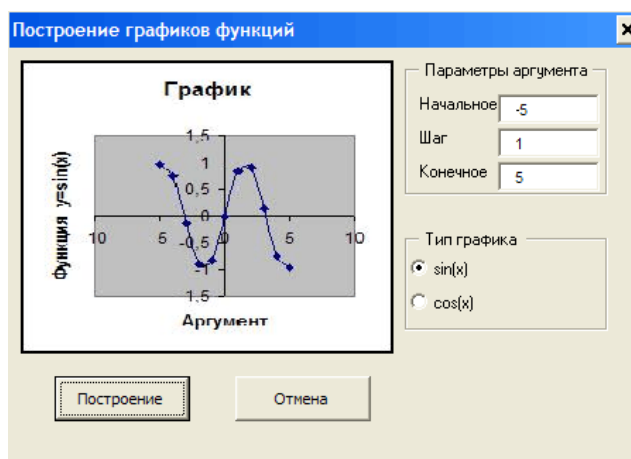 Построение графиков функций
График
Функция y=sin(x)
1,5
1
0,5
0
-0,5
-1
1,5
10 5 0 5 10
Аргумент
Параметры аргумента
Начальное -5
Шаг 1
Конечное 5
Тип графика
sin(x)
cos(x)
Построение Отмена